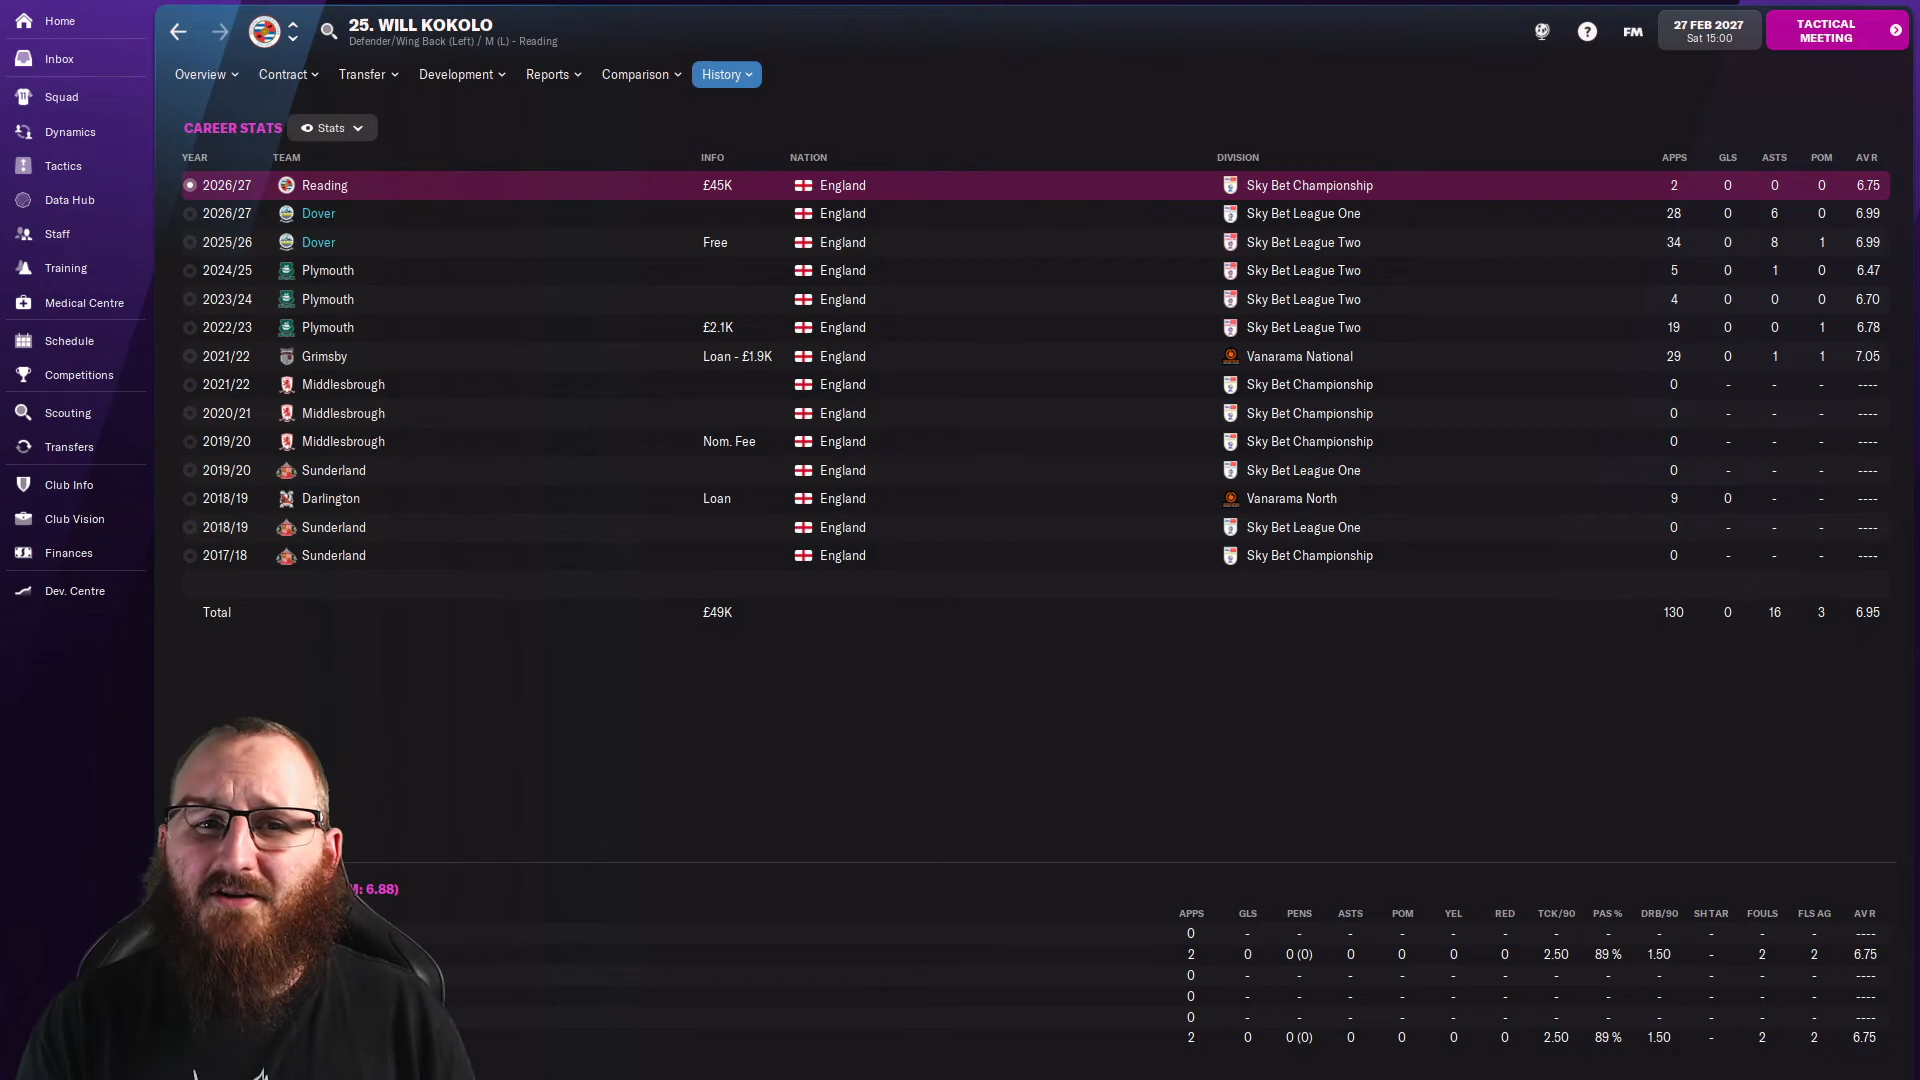 Home
Inbox
Squad
Dynamics
Tactics
Data Hub
Staff
Training
Medical Centre
Schedule
Competitions
Scouting
Transfers
Club Info
Club Vision
Finances
Dev. Centre
25. WILL KOKOLO
Defender/Wing Back (Left) / M (L) - Reading
FM
27 FEB 2027
Sat 15:00
TACTICAL MEETING
Overview Contract Transfer Development Reports Comparison History
CAREER STATS Stats
YEAR TEAM INFO NATION DIVISION APPS GLS ASTS POM AV R
2026/27 Reading £45K England Sky Bet Championship 2 0 0 0 6.75
2026/27 Dover England Sky Bet League One 28 0 6 0 6.99
2025/26 Dover Free England Sky Bet League Two 34 0 8 1 6.99
2024/25 Plymouth England Sky Bet League Two 5 0 1 0 6.47
2023/24 Plymouth England Sky Bet League Two 4 0 0 0 6.70
2022/23 Plymouth £2.1K England Sky Bet League Two 19 0 0 1 6.78
2021/22 Grimsby Loan - £1.9K England Vanarama National 29 0 1 1 7.05
2021/22 Middlesbrough England Sky Bet Championship 0 - - - ----
2020/21 Middlesbrough England Sky Bet Championship 0 - - - ----
2019/20 Middlesbrough Nom. Fee England Sky Bet Championship 0 - - - ----
2019/20 Sunderland England Sky Bet League One 0 - - - ----
2018/19 Darlington Loan England Vanarama North 9 0 - - ----
2018/19 Sunderland England Sky Bet League One 0 - - - ----
2017/18 Sunderland England Sky Bet Championship 0 - - - ----
Total £49K 130 0 16 3 6.95
M: 6.88)
APPS GLS PENS ASTS POM YEL RED TCK/90 PAS % DRB/90 SH TAR FOULS FLS AG AV R
0 - - - - - - - - - - - - ----
2 0 0 (0) 0 0 0 0 2.50 89 % 1.50 - 2 2 6.75
0 - - - - - - - - - - - - ----
0 - - - - - - - - - - - - ----
0 - - - - - - - - - - - - ----
2 0 0 (0) 0 0 0 0 2.50 89 % 1.50 - 2 2 6.75